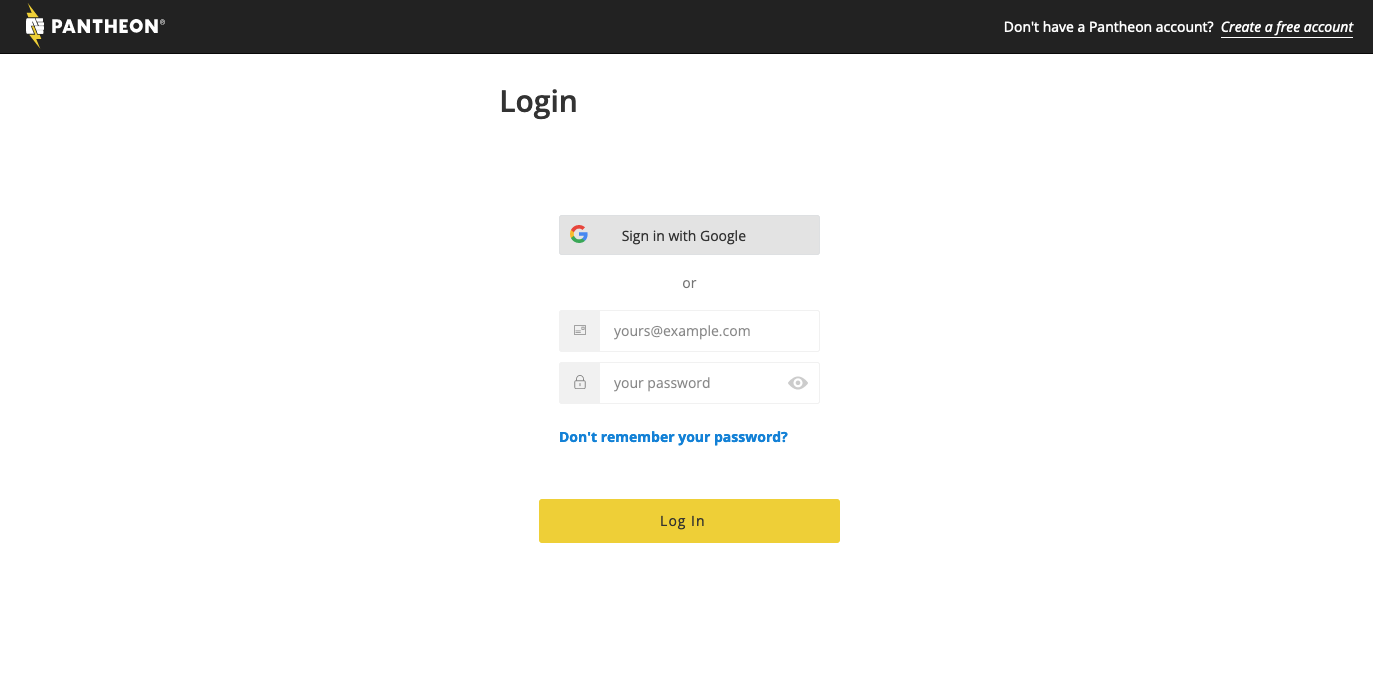 PANTHEON®
Don't have a Pantheon account? Create a free account
Login
Sign in with Google
or
yours@example.com
your password
Don't remember your password?
Log In